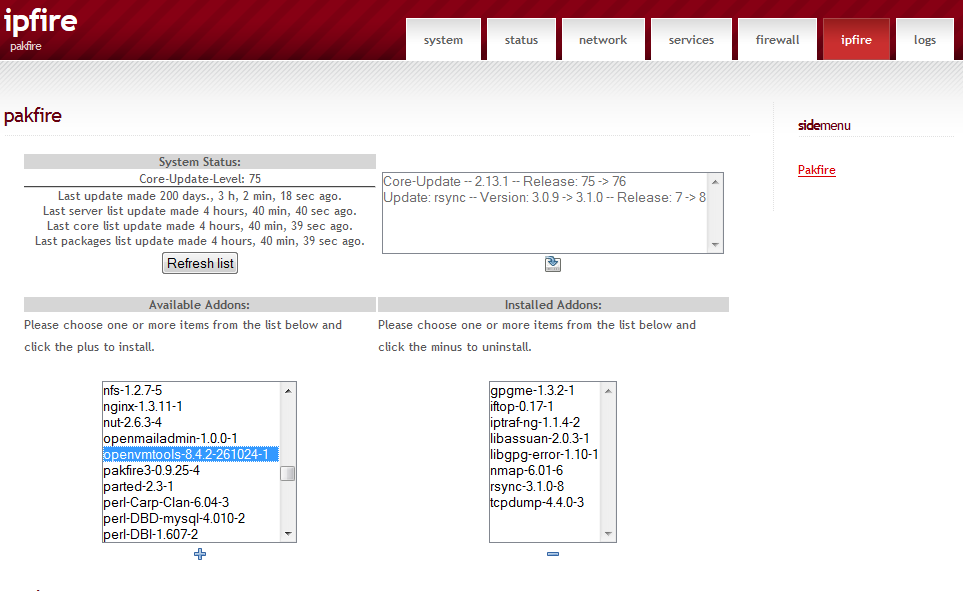 ipfire
pakfire
system status network services firewall ipfire logs
pakfire
sidemenu
Pakfire
System Status:
Core-Update-Level: 75
Last update made 200 days., 3 h, 2 min, 18 sec ago.
Last server list update made 4 hours, 40 min, 40 sec ago.
Last core list update made 4 hours, 40 min, 39 sec ago.
Last packages list update made 4 hours, 40 min, 39 sec ago.
Refresh list
Core-Update -- 2.13.1 -- Release: 75 -> 76
Update: rsync -- Version: 3.0.9 -> 3.1.0 -- Release: 7 -> 8
Available Addons:
Please choose one or more items from the list below and
click the plus to install.
nfs-1.2.7-5
nginx-1.3.11-1
nut-2.6.3-4
openmailadmin-1.0.0-1
openvmtools-8.4.2-261024-1
pakfire3-0.9.25-4
parted-2.3-1
perl-Carp-Clan-6.04-3
perl-DBD-mysql-4.010-2
perl-DBI-1.607-2
Installed Addons:
Please choose one or more items from the list below and
click the minus to uninstall.
gpgme-1.3.2-1
iftop-0.17-1
iptraf-ng-1.1.4-2
libassuan-2.0.3-1
libgpg-error-1.10-1
nmap-6.01-6
rsync-3.1.0-8
tcpdump-4.4.0-3